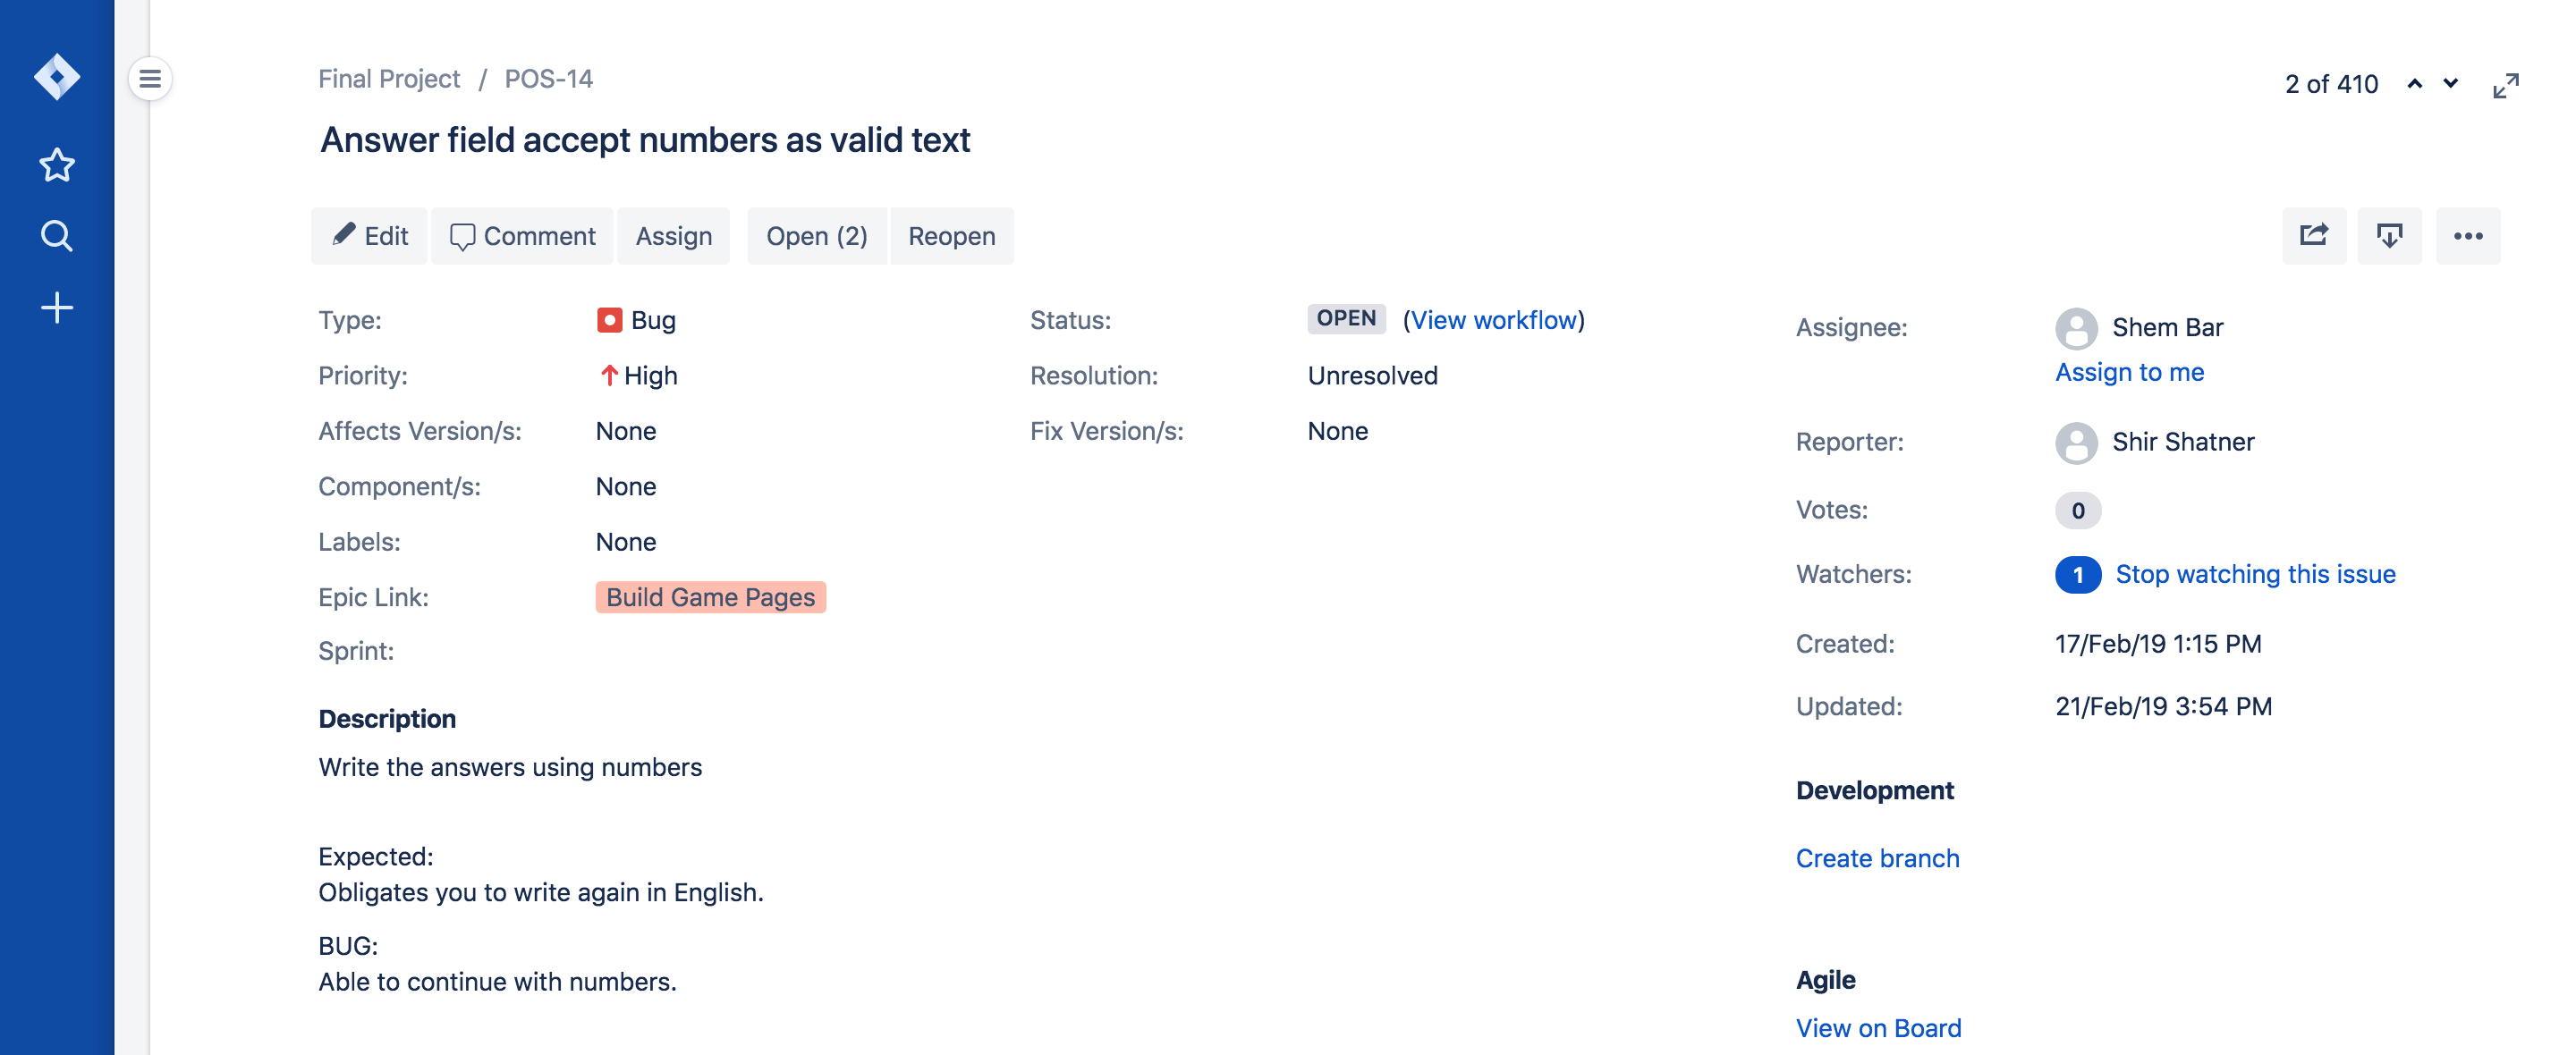 Final Project / POS-14
2 of 410
Answer field accept numbers as valid text
Edit Comment Assign Open (2) Reopen
Type: Bug
Priority: High
Affects Version/s: None
Component/s: None
Labels: None
Epic Link: Build Game Pages
Sprint:
Status: OPEN (View workflow)
Resolution: Unresolved
Fix Version/s: None
Assignee: Shem Bar
Assign to me
Reporter: Shir Shatner
Votes: 0
Watchers: 1 Stop watching this issue
Created: 17/Feb/19 1:15 PM
Updated: 21/Feb/19 3:54 PM
Description
Write the answers using numbers
Expected:
Obligates you to write again in English.
BUG:
Able to continue with numbers.
Development
Create branch
Agile
View on Board